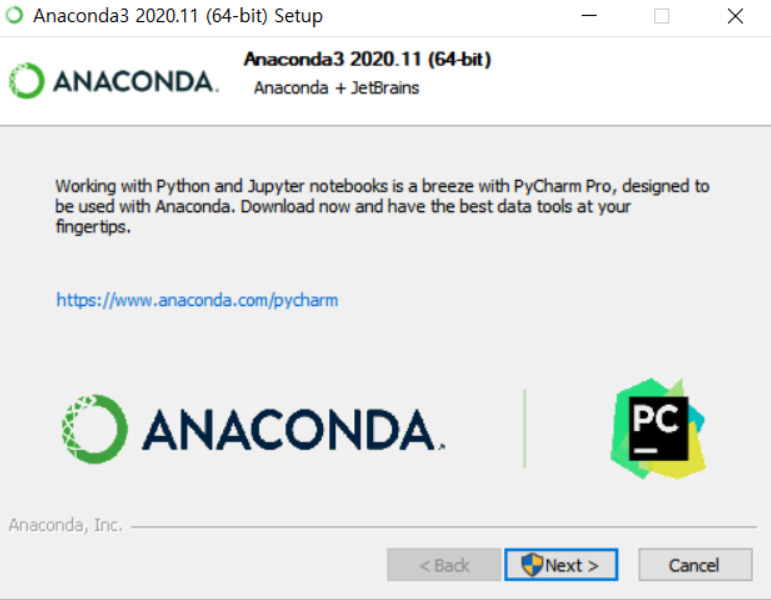 Anaconda3 2020.11 (64-bit) Setup
ANACONDA.
Anaconda3 2020.11 (64-bit)
Anaconda + JetBrains
Working with Python and Jupyter notebooks is a breeze with PyCharm Pro, designed to
be used with Anaconda. Download now and have the best data tools at your
fingertips.
https://www.anaconda.com/pycharm
ANACONDA.
PC
Anaconda, Inc.
< Back
Next >
Cancel